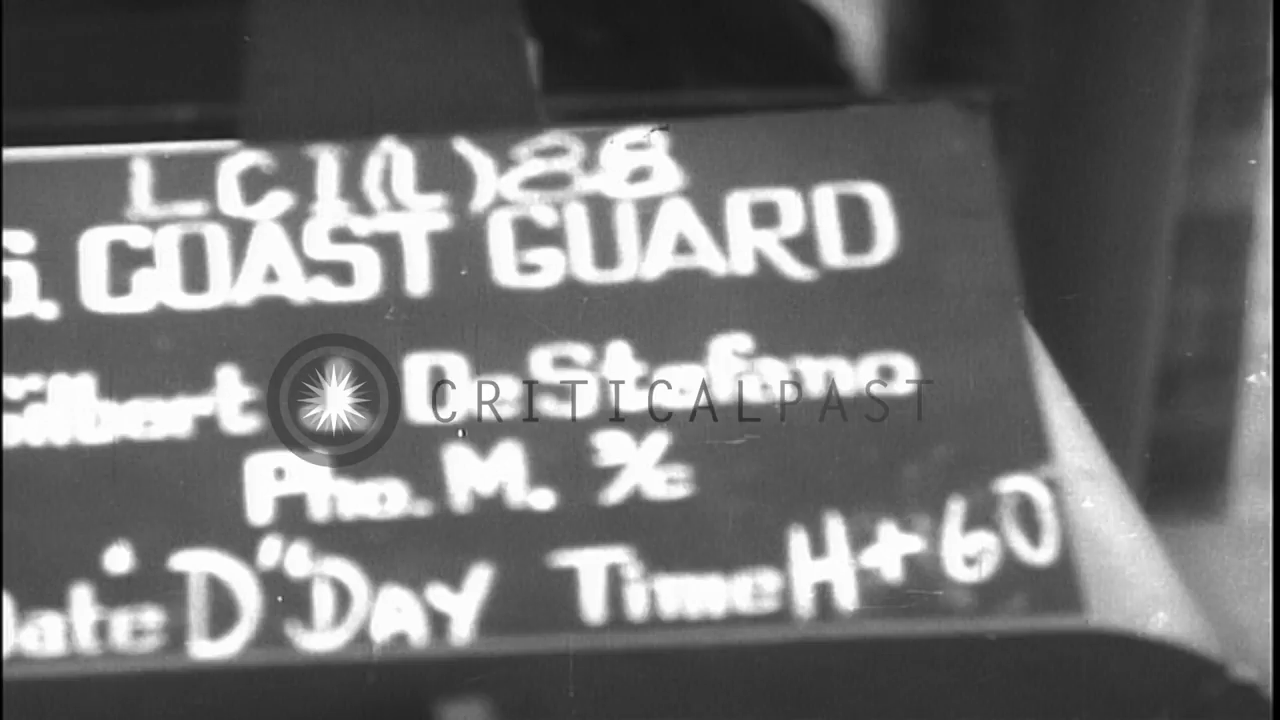 LCI(L)88
S. COAST GUARD
Gilbert DeStefano
Pho. M. ⅔c
Date "D" DAY Time H+60
CRITICALPAST